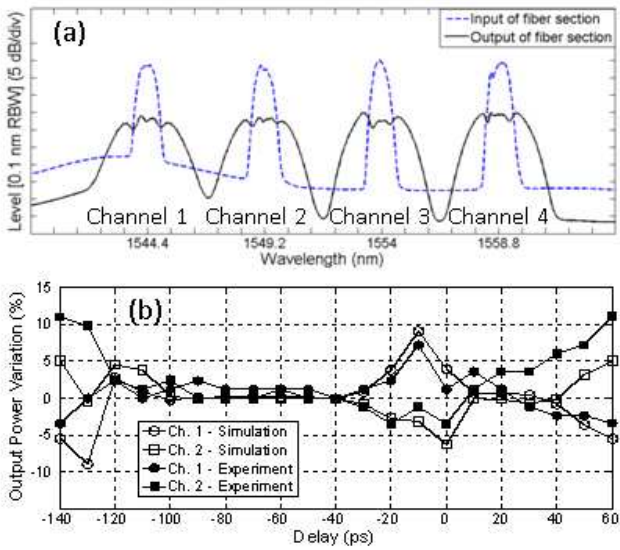 (a)
Input of fiber section
Output of fiber section
Level [0.1 nm RBW] (5 dB/div)
Channel 1 Channel 2 Channel 3 Channel 4
1544.4 1549.2 1554 1558.8
Wavelength (nm)
(b)
Output Power Variation (%)
15
10
5
0
-5
-10
Ch. 1 - Simulation
Ch. 2 - Simulation
Ch. 1 - Experiment
Ch. 2 - Experiment
-140 -120 -100 -80 -60 -40 -20 0 20 40 60
Delay (ps)